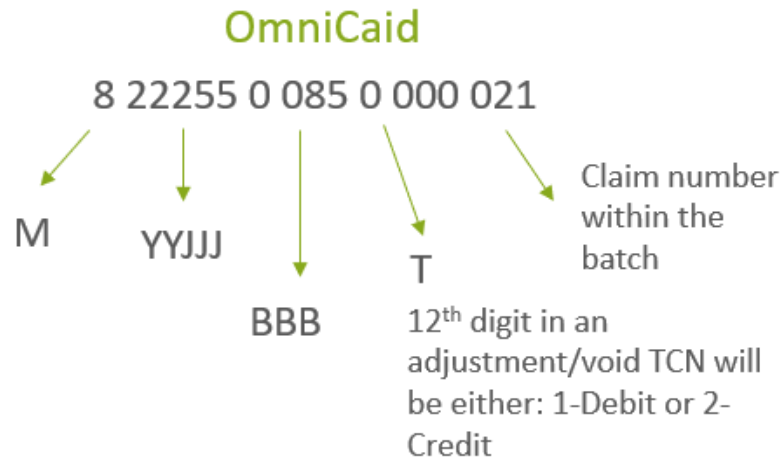 OmniCaid
8 22255 0 085 0 000 021
M
YYJJJ
BBB
T
12th digit in an
adjustment/void TCN will
be either: 1-Debit or 2-
Credit
Claim number
within the
batch